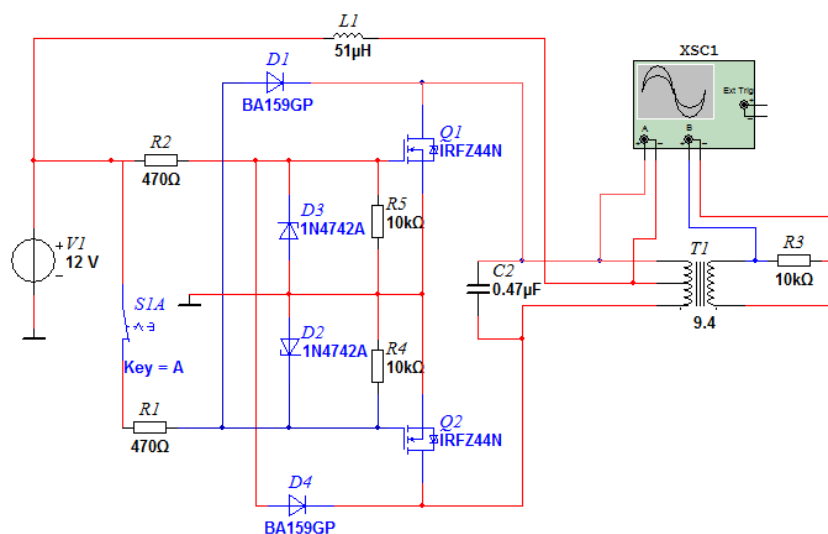 L1
51µH
XSC1
Ext Trig
+
−
A
B
+ − + −
D1
BA159GP
R2
470Ω
Q1
IRFZ44N
D3
1N4742A
R5
10kΩ
V1
+
−
12 V
S1A
Key = A
C2
0.47µF
T1
9.4
R3
10kΩ
D2
1N4742A
R4
10kΩ
R1
470Ω
Q2
IRFZ44N
D4
BA159GP